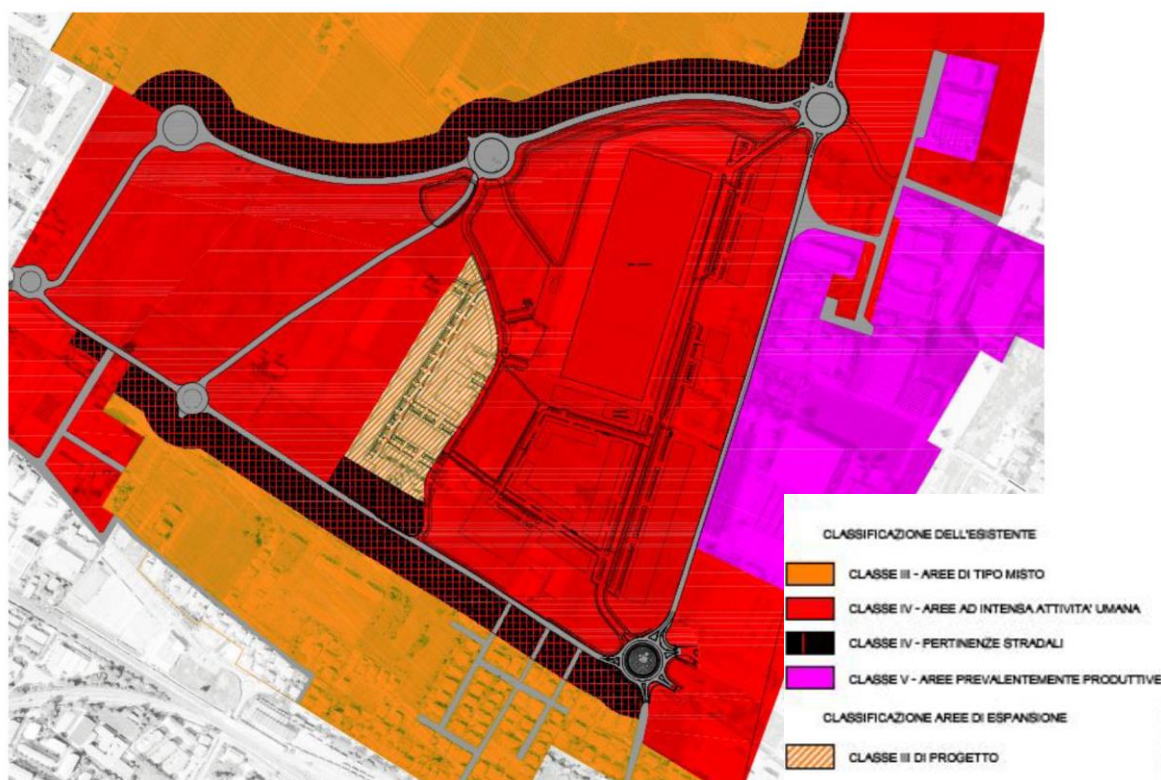 CLASSIFICAZIONE DELL'ESISTENTE
CLASSE III - AREE DI TIPO MISTO
CLASSE IV - AREE AD INTENSA ATTIVITA' UMANA
CLASSE IV - PERTINENZE STRADALI
CLASSE V - AREE PREVALENTEMENTE PRODUTTIVE
CLASSIFICAZIONE AREE DI ESPANSIONE
CLASSE III DI PROGETTO